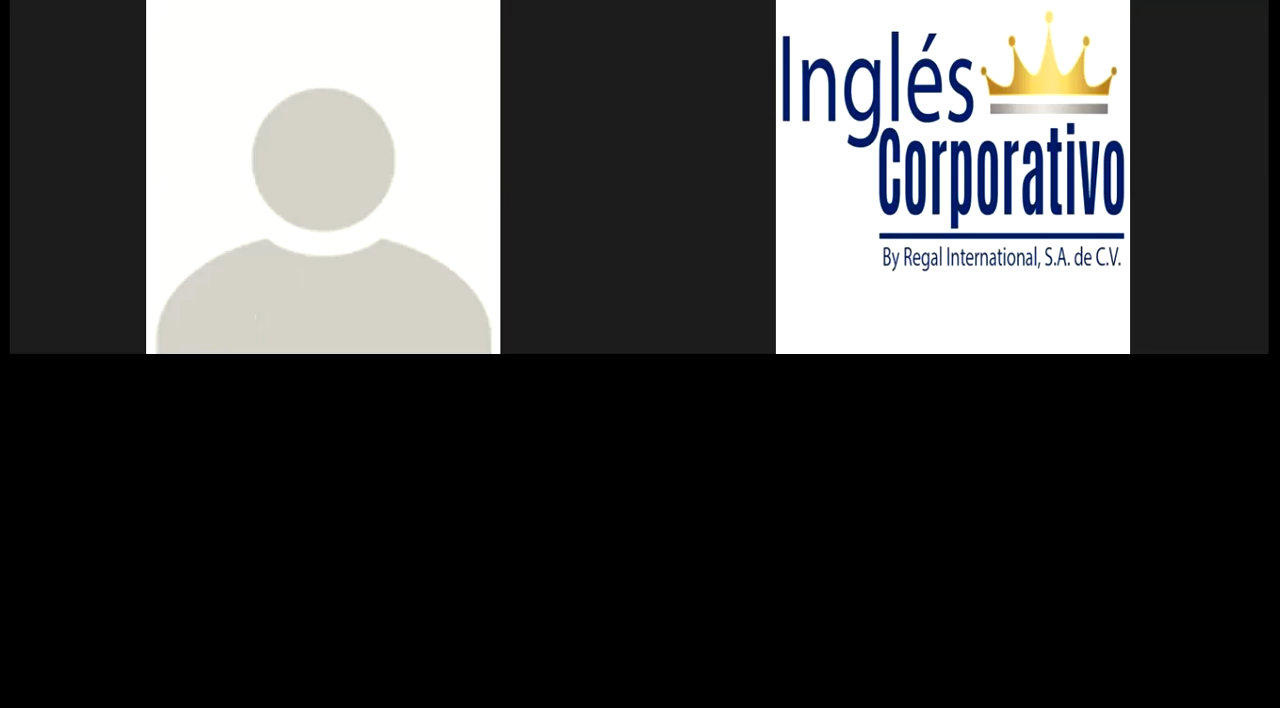 Inglés
Corporativo
By Regal International, S.A. de C.V.